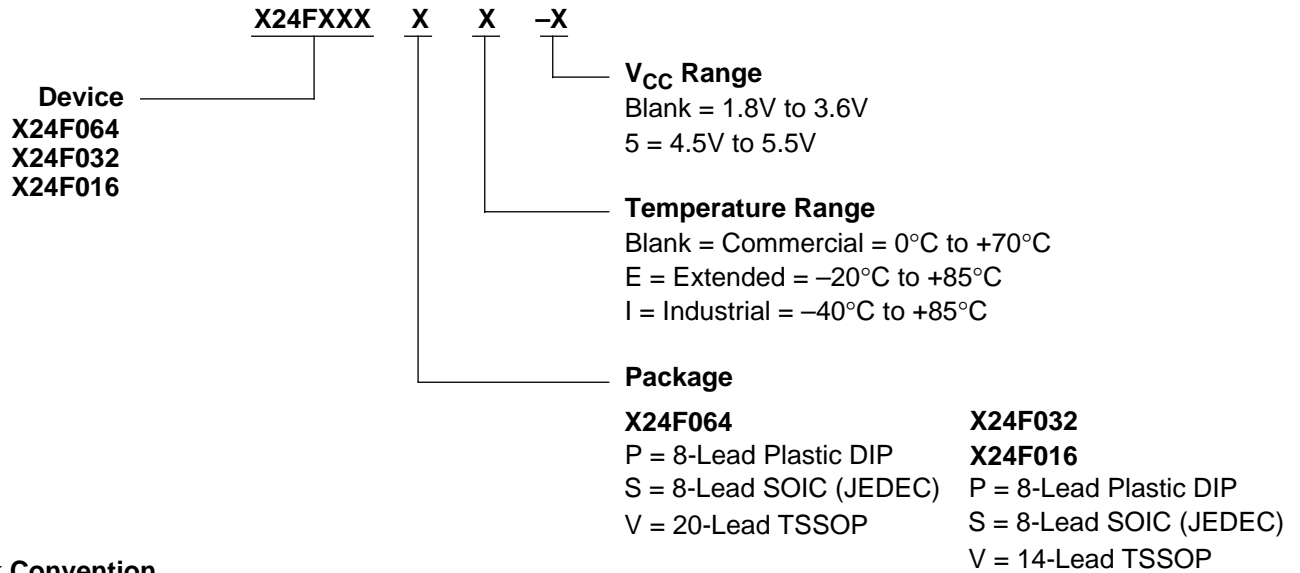 X24FXXX X X –X
Device
X24F064
X24F032
X24F016
VCC Range
Blank = 1.8V to 3.6V
5 = 4.5V to 5.5V
Temperature Range
Blank = Commercial = 0°C to +70°C
E = Extended = –20°C to +85°C
I = Industrial = –40°C to +85°C
Package
X24F064
P = 8-Lead Plastic DIP
S = 8-Lead SOIC (JEDEC)
V = 20-Lead TSSOP
X24F032
X24F016
P = 8-Lead Plastic DIP
S = 8-Lead SOIC (JEDEC)
V = 14-Lead TSSOP
Convention